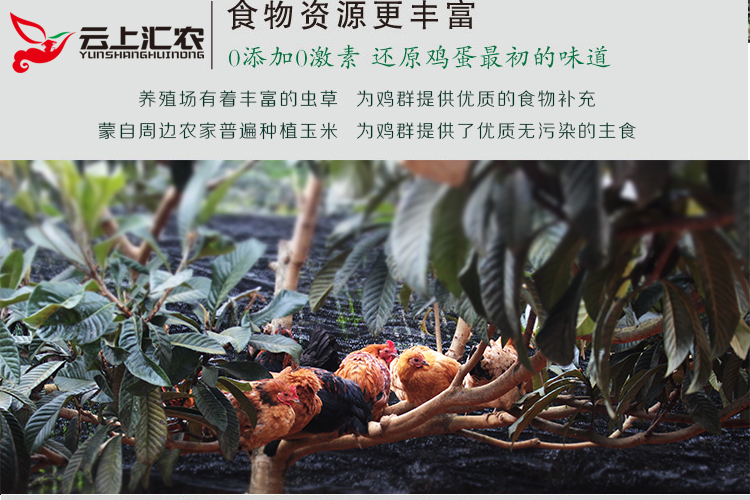 云上汇农
YUNSHANGHUINONG
食物资源更丰富
0添加0激素 还原鸡蛋最初的味道
养殖场有着丰富的虫草 为鸡群提供优质的食物补充
蒙自周边农家普遍种植玉米 为鸡群提供了优质无污染的主食